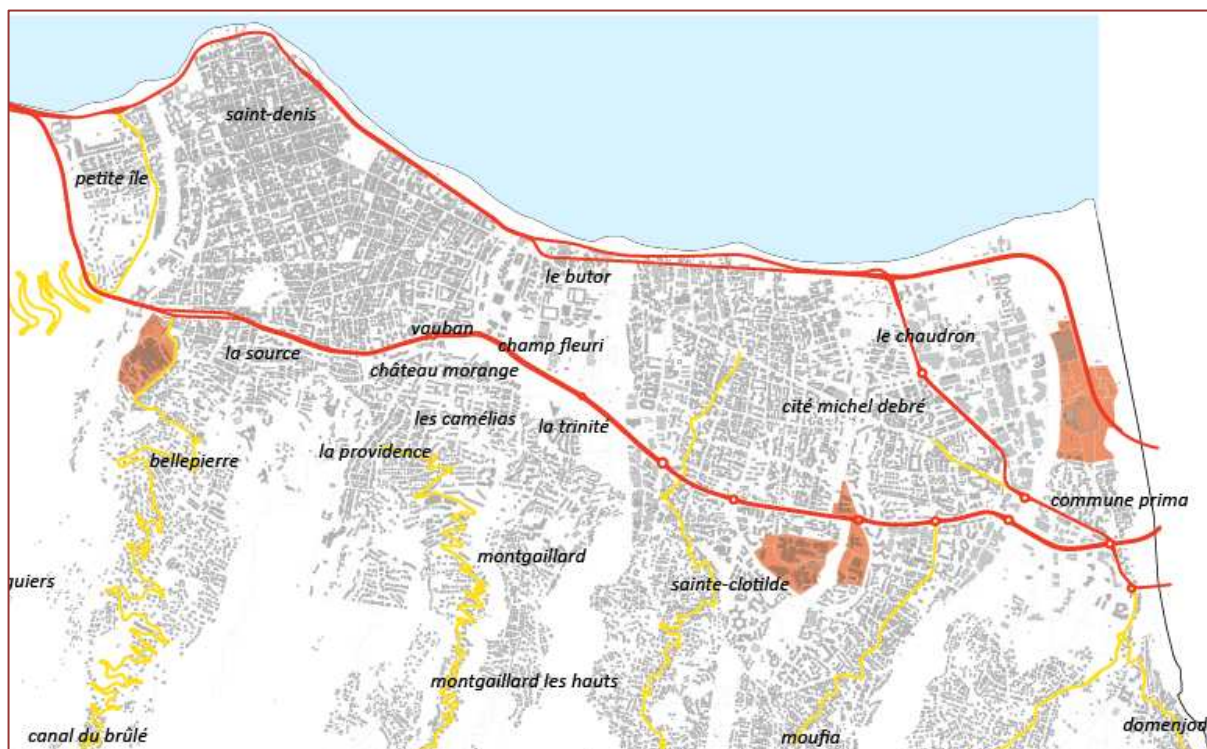 saint-denis
petite île
le butor
vauban
champ fleuri
la source
château morange
le chaudron
cité michel debré
les camélias
la trinité
la providence
bellepierre
commune prima
montgaillard
guiers
sainte-clotilde
montgaillard les hauts
canal du brûlé
moufia
domenjod